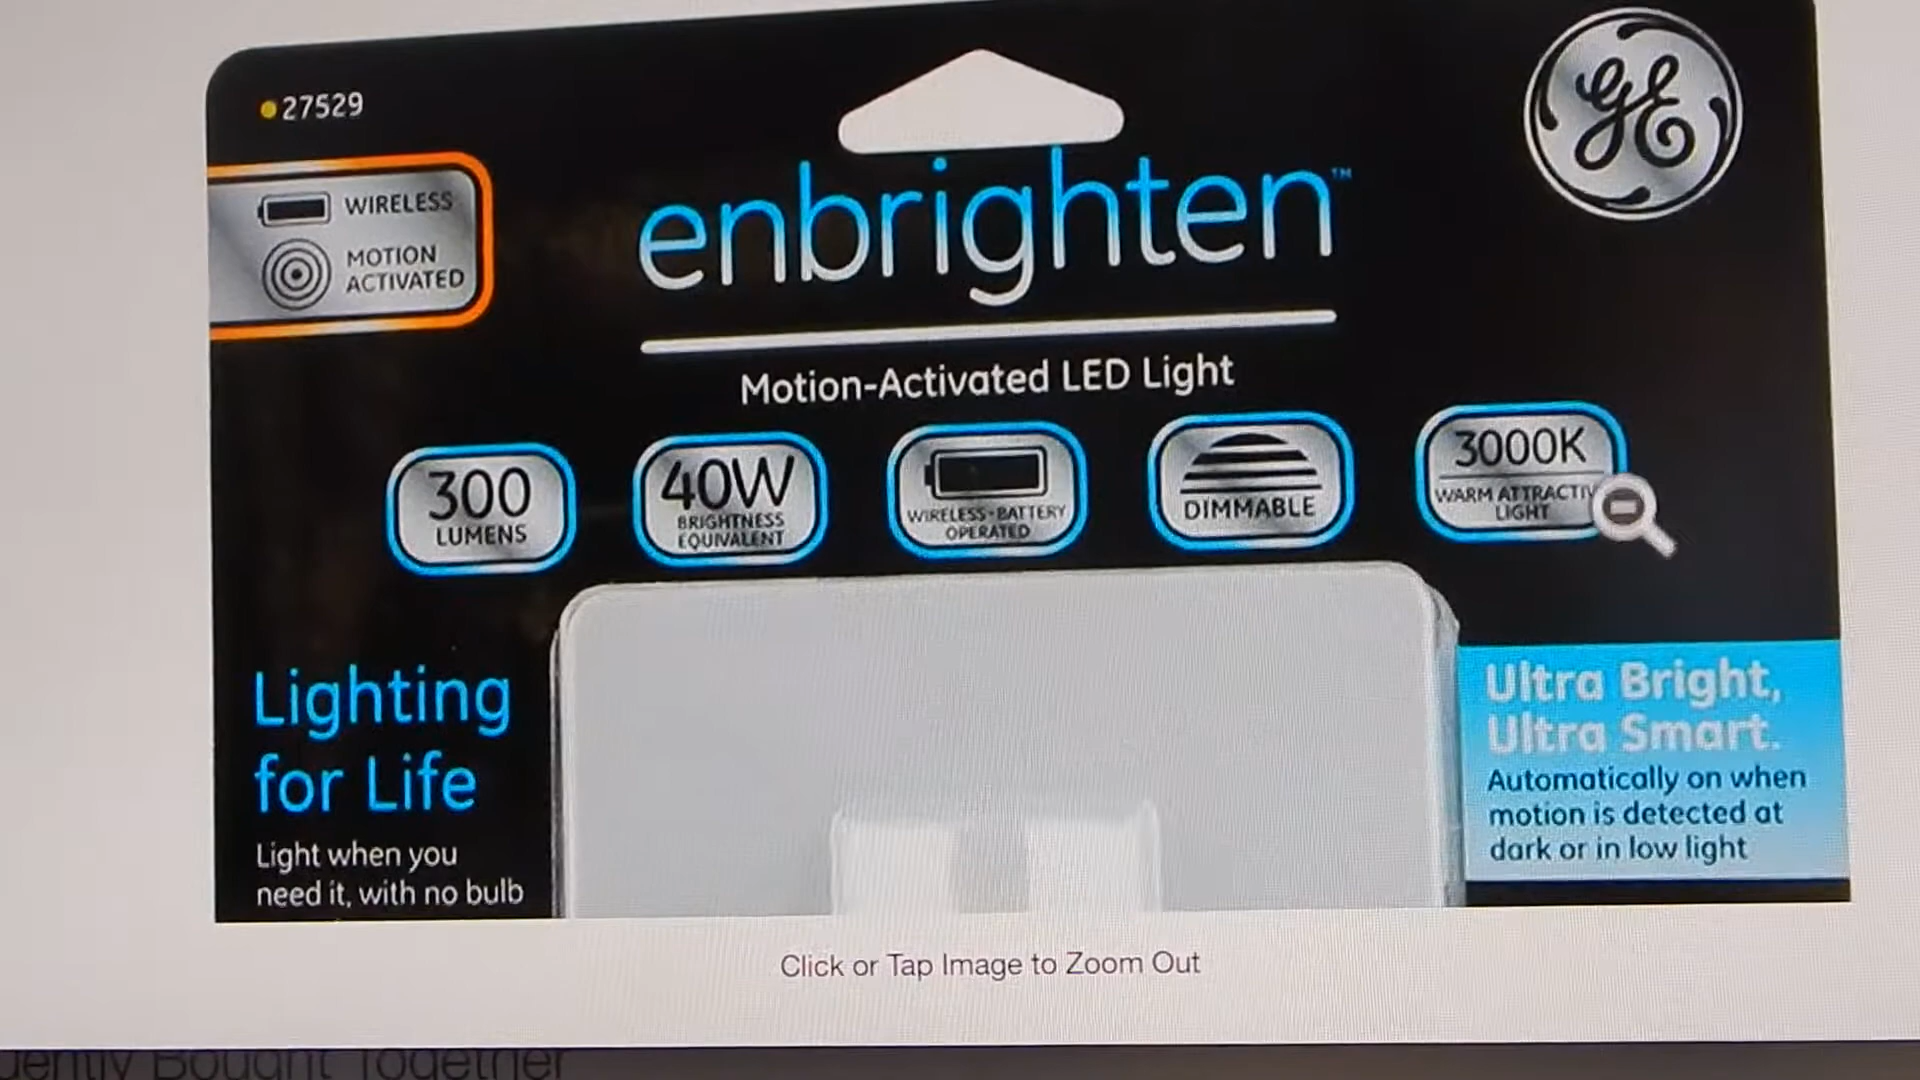 27529
GE
WIRELESS
MOTION
ACTIVATED
enbrighten™
Motion-Activated LED Light
300
LUMENS
40W
BRIGHTNESS
EQUIVALENT
WIRELESS-BATTERY
OPERATED
DIMMABLE
3000K
WARM ATTRACTIV
LIGHT
Lighting
for Life
Light when you
need it, with no bulb
Ultra Bright,
Ultra Smart.
Automatically on when
motion is detected at
dark or in low light
Click or Tap Image to Zoom Out
ently Bought Together